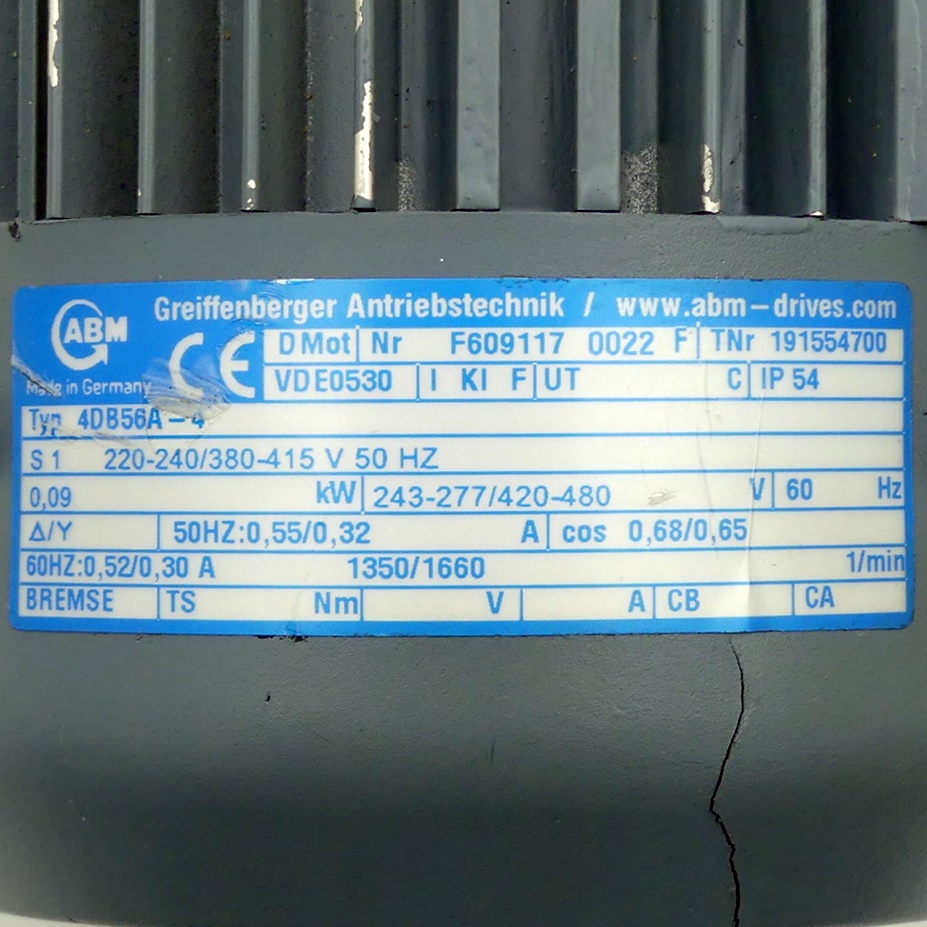 ABM Greiffenberger Antriebstechnik / www.abm-drives.com
CE D Mot Nr F609117 0022 F TNr 191554700
Made in Germany VDE0530 I KI F UT C IP 54
Typ 4DB56A-4
S 1 220-240/380-415 V 50 HZ
0,09 kW 243-277/420-480 V 60 Hz
Δ/Y 50HZ:0,55/0,32 A cos 0,68/0,65
60HZ:0,52/0,30 A 1350/1660 1/min
BREMSE TS Nm V A CB CA